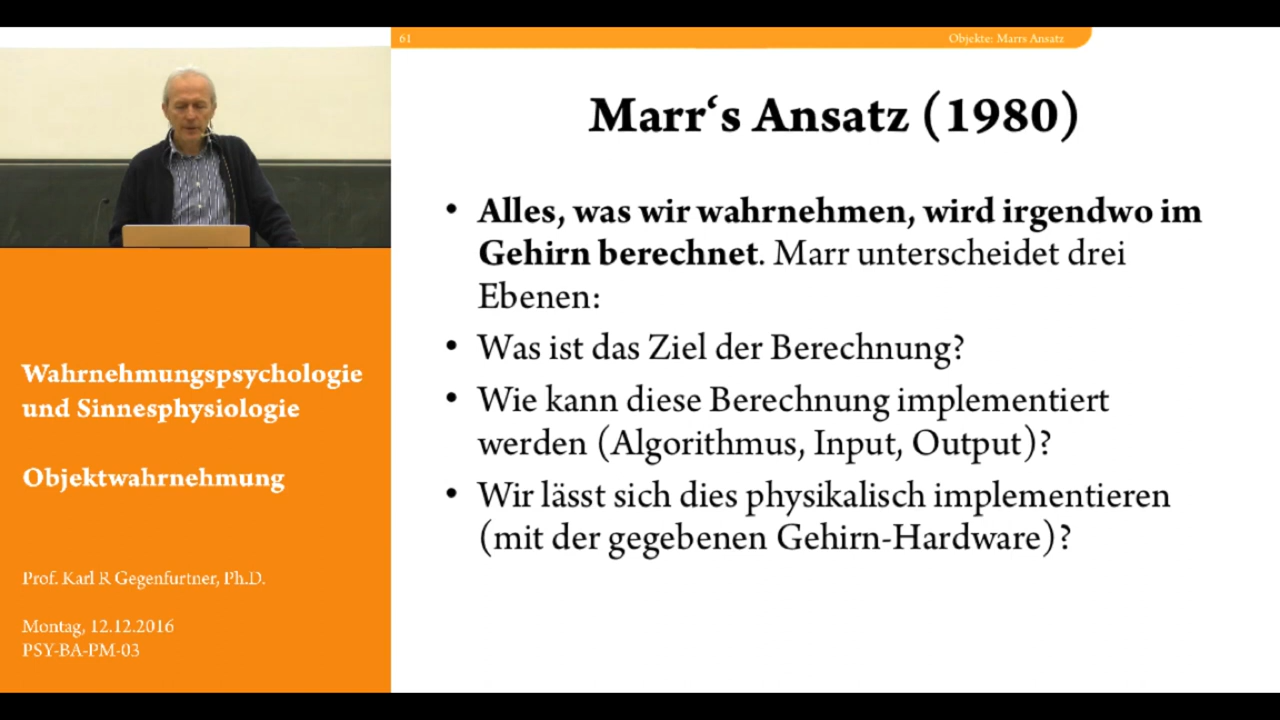 61
Objekte: Marrs Ansatz
Marr‘s Ansatz (1980)
• Alles, was wir wahrnehmen, wird irgendwo im
Gehirn berechnet. Marr unterscheidet drei
Ebenen:
• Was ist das Ziel der Berechnung?
• Wie kann diese Berechnung implementiert
werden (Algorithmus, Input, Output)?
• Wir lässt sich dies physikalisch implementieren
(mit der gegebenen Gehirn-Hardware)?
Wahrnehmungspsychologie
und Sinnesphysiologie
Objektwahrnehmung
Prof. Karl R Gegenfurtner, Ph.D.
Montag, 12.12.2016
PSY-BA-PM-03